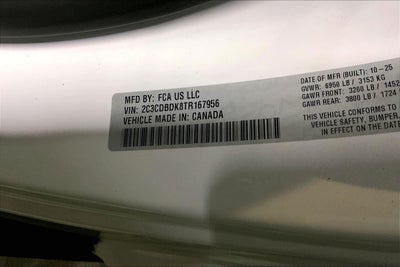 MFD BY: FCA US LLC
VIN: 2C3CDBDK8TR167956
VEHICLE MADE IN: CANADA
DATE OF MFR (BUILT): 10-25
GVWR: 6950 LB / 3153 KG
GAWR FRONT: 3200 LB / 1452
GAWR REAR: 3800 LB / 1724
THIS VEHICLE CONFORMS TO
VEHICLE SAFETY, BUMPER,
IN EFFECT ON THE DATE